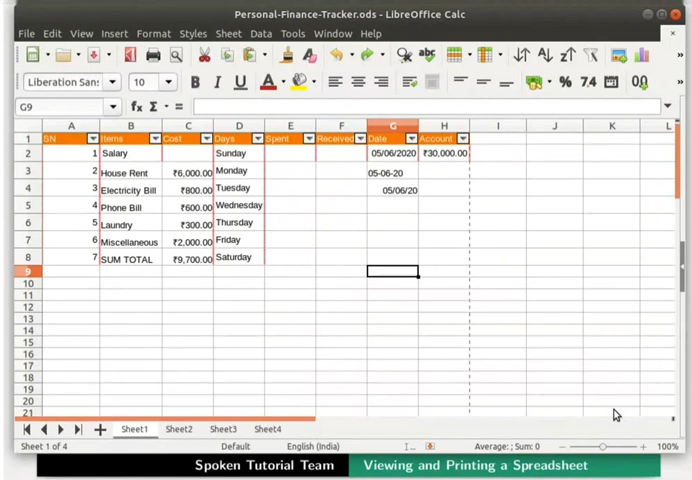 Personal-Finance-Tracker.ods - LibreOffice Calc
File Edit View Insert Format Styles Sheet Data Tools Window Help
Liberation San: 10 B I U A % 7.4 0.0
G9 fx Σ =
A B C D E F G H I J K L
1 SN Items Cost Days Spent Received Date Account
2 1 Salary Sunday 05/06/2020 ₹30,000.00
3 2 House Rent ₹6,000.00 Monday 05-06-20
4 3 Electricity Bill ₹800.00 Tuesday 05/06/20
5 4 Phone Bill ₹600.00 Wednesday
6 5 Laundry ₹300.00 Thursday
7 6 Miscellaneous ₹2,000.00 Friday
8 7 SUM TOTAL ₹9,700.00 Saturday
9
10
11
12
13
14
15
16
17
18
19
20
21
Sheet1 Sheet2 Sheet3 Sheet4
Sheet 1 of 4 Default English (India) Average: ; Sum: 0 100%
Spoken Tutorial Team Viewing and Printing a Spreadsheet